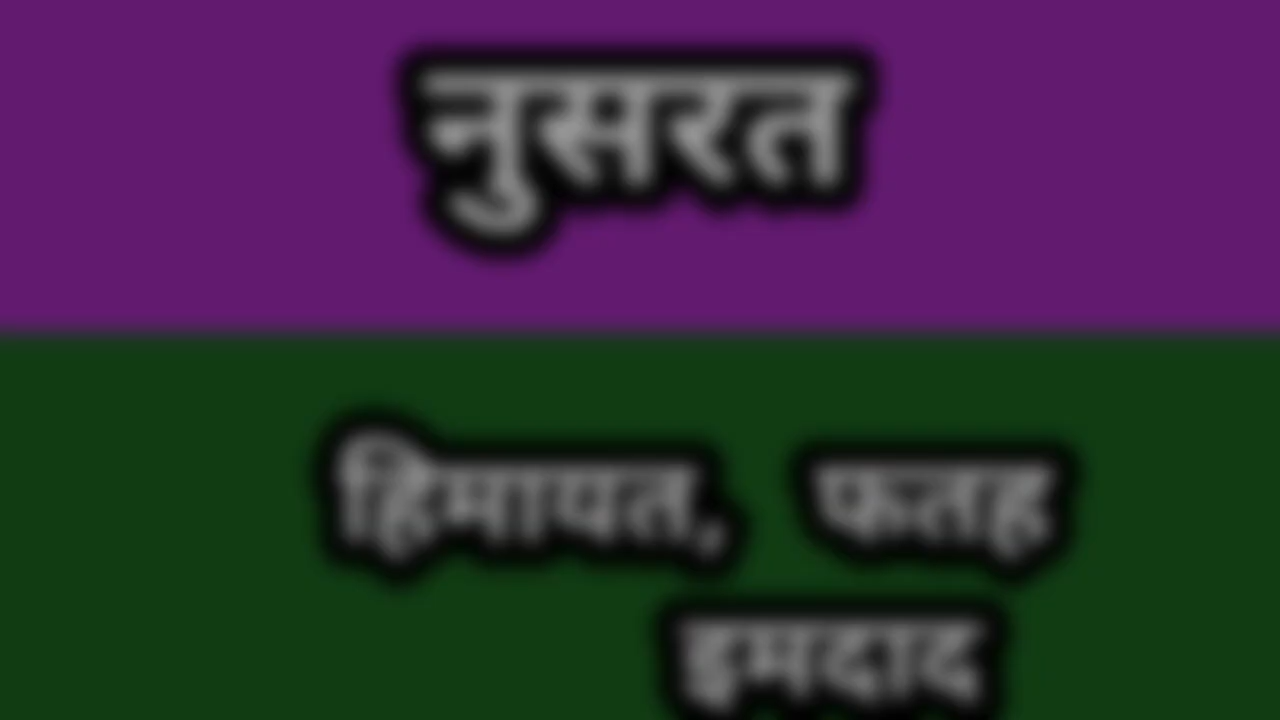 नुसरत
हिमायत, फतह
इमदाद